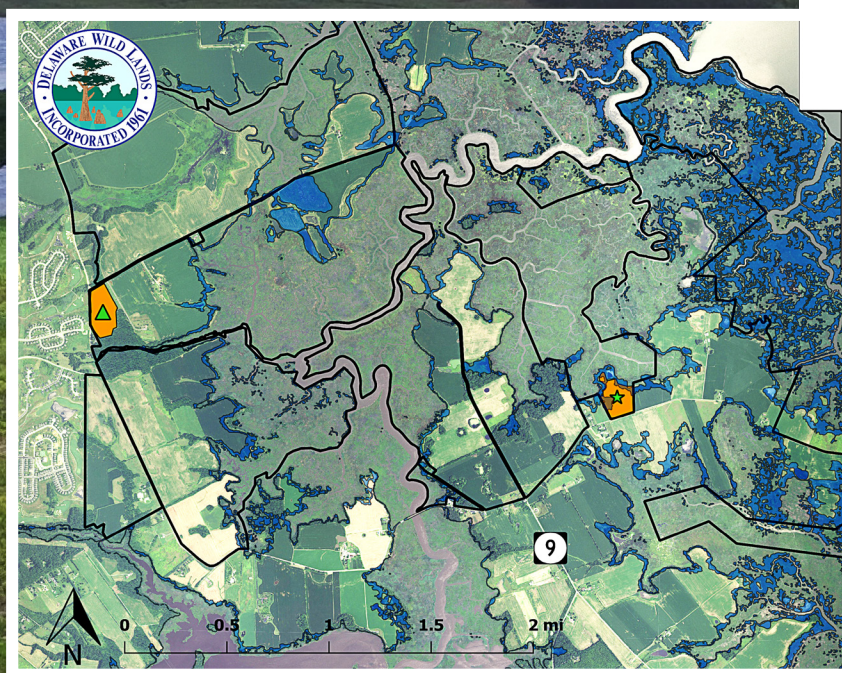 DELAWARE WILD LANDS
INCORPORATED 1961
9
0 0.5 1 1.5 2 mi
N